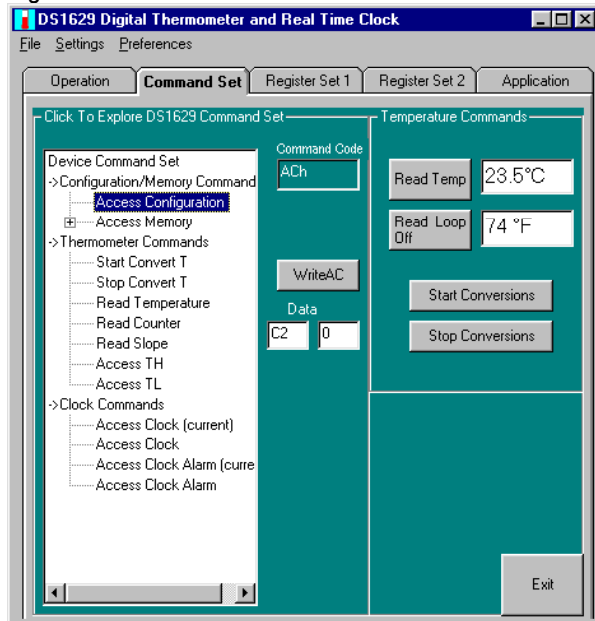 DS1629 Digital Thermometer and Real Time Clock
File Settings Preferences
Operation Command Set Register Set 1 Register Set 2 Application
Click To Explore DS1629 Command Set
Device Command Set
->Configuration/Memory Command
Access Configuration
Access Memory
->Thermometer Commands
Start Convert T
Stop Convert T
Read Temperature
Read Counter
Read Slope
Access TH
Access TL
->Clock Commands
Access Clock (current)
Access Clock
Access Clock Alarm (curre
Access Clock Alarm
Command Code
ACh
WriteAC
Data
C2 0
Temperature Commands
Read Temp 23.5°C
Read Loop
Off
74 °F
Start Conversions
Stop Conversions
Exit